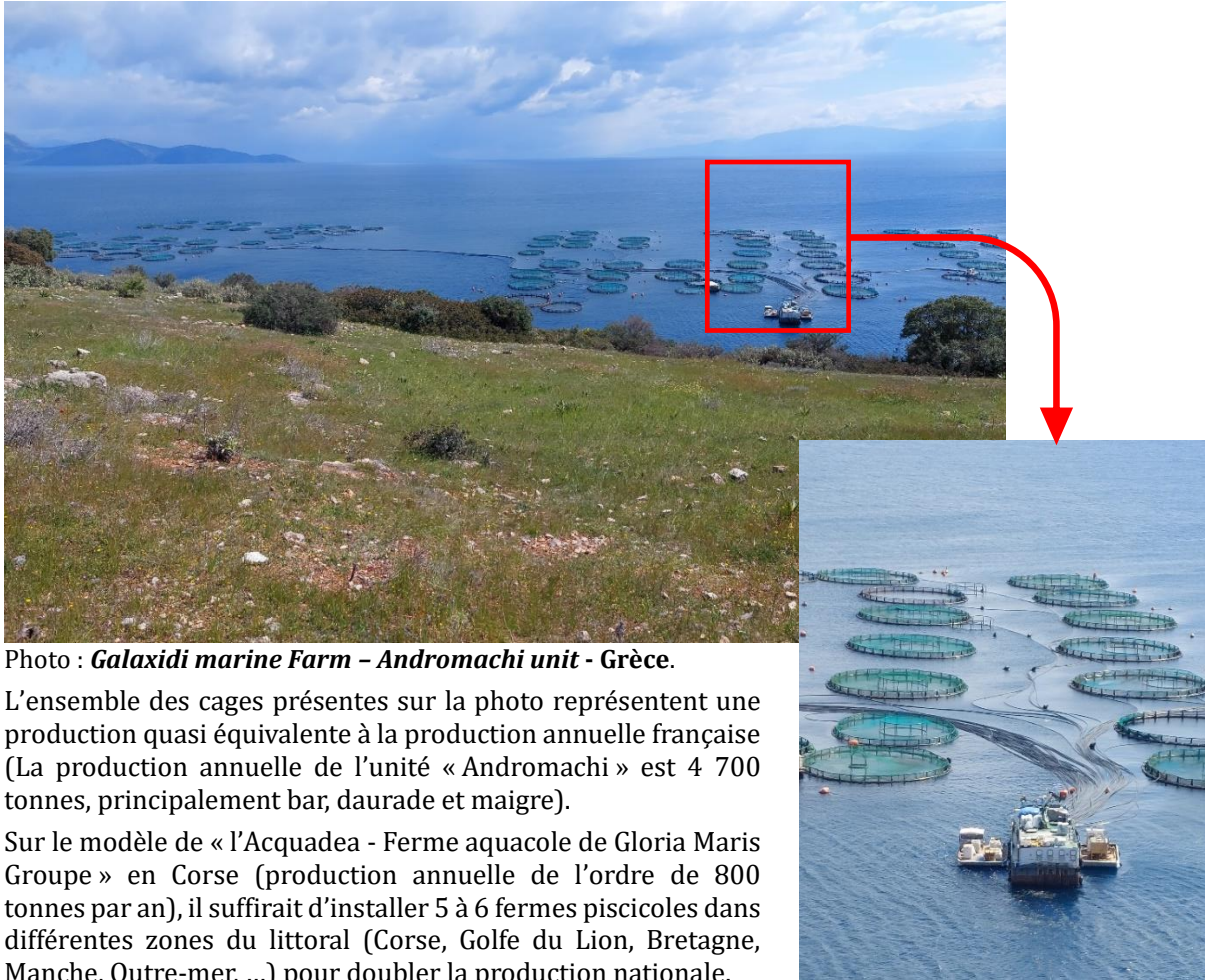 Photo : Galaxidi marine Farm – Andromachi unit - Grèce.
L’ensemble des cages présentes sur la photo représentent une
production quasi équivalente à la production annuelle française
(La production annuelle de l’unité « Andromachi » est 4 700
tonnes, principalement bar, daurade et maigre).
Sur le modèle de « l’Acquadea - Ferme aquacole de Gloria Maris
Groupe » en Corse (production annuelle de l’ordre de 800
tonnes par an), il suffirait d’installer 5 à 6 fermes piscicoles dans
différentes zones du littoral (Corse, Golfe du Lion, Bretagne,
Manche, Outre-mer, …) pour doubler la production nationale.